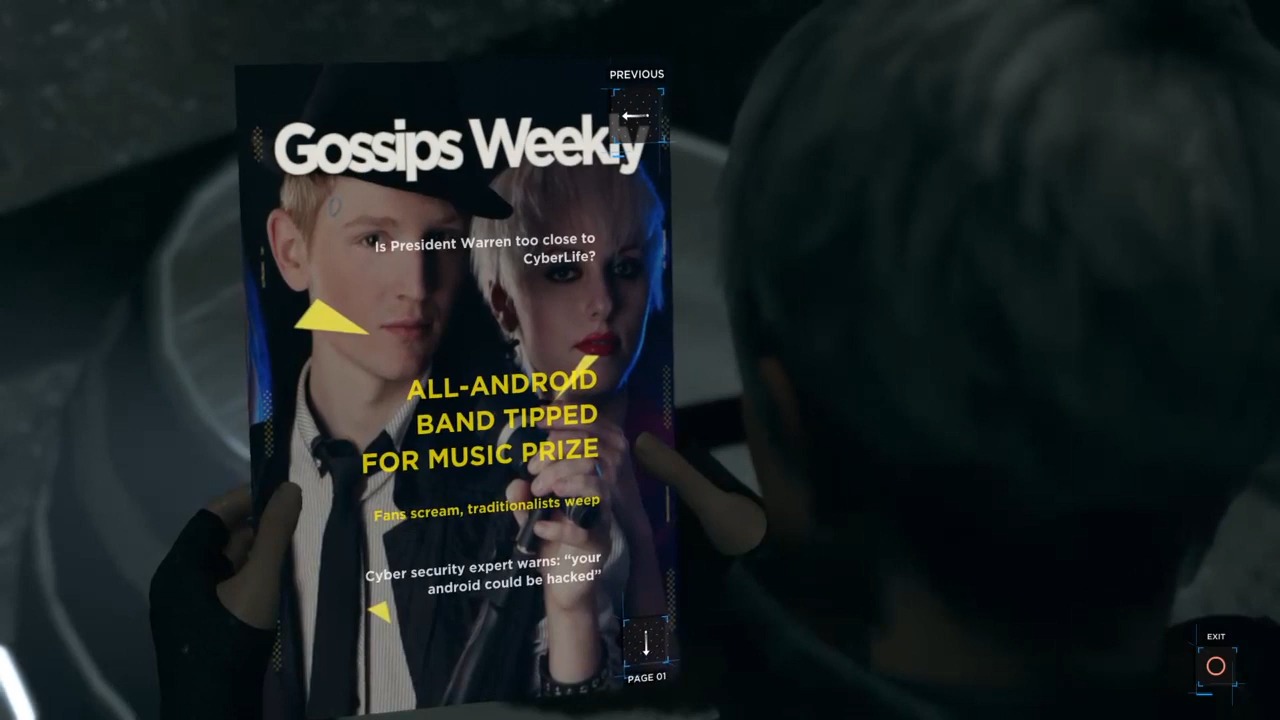 PREVIOUS
Gossips Weekly
Is President Warren too close to
CyberLife?
ALL-ANDROID
BAND TIPPED
FOR MUSIC PRIZE
Fans scream, traditionalists weep
Cyber security expert warns: “your
android could be hacked”
PAGE 01
EXIT